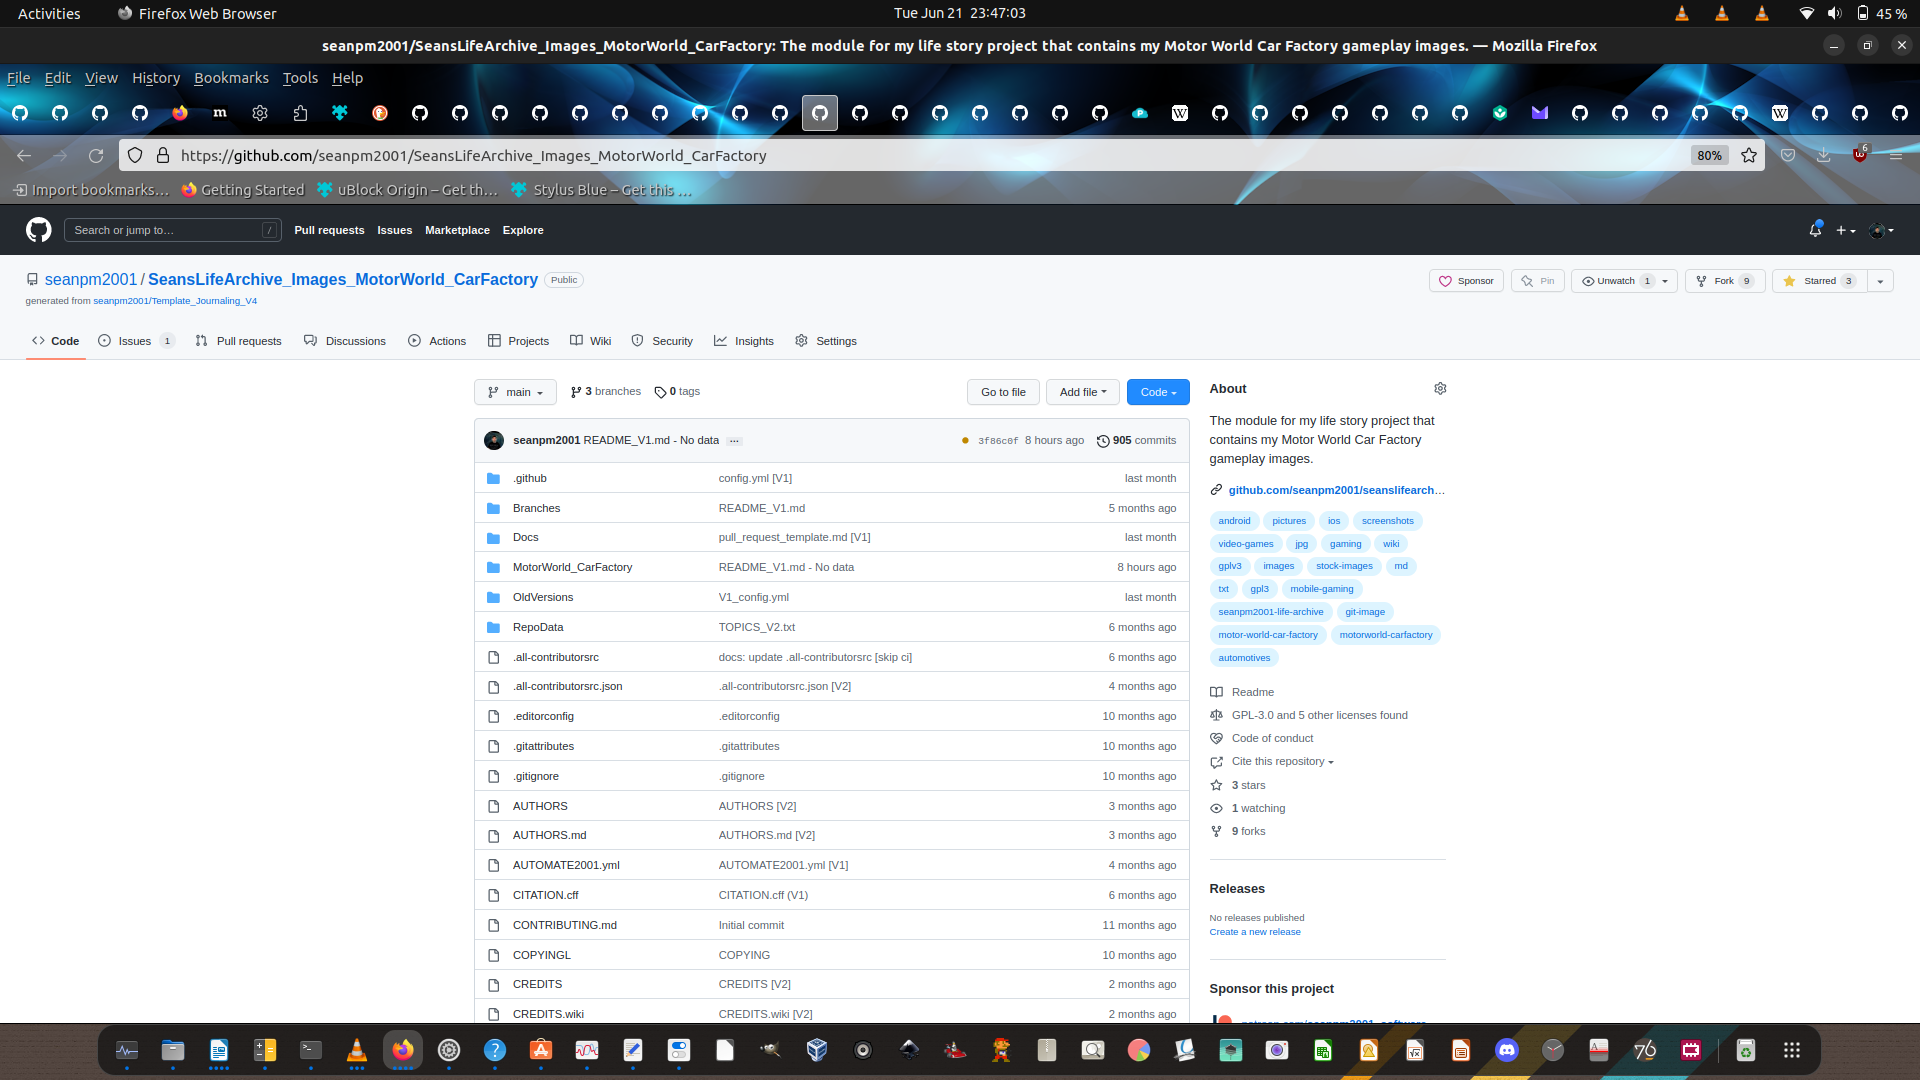 Activities Firefox Web Browser Tue Jun 21 23:47:03 45 %
seanpm2001/SeansLifeArchive_Images_MotorWorld_CarFactory: The module for my life story project that contains my Motor World Car Factory gameplay images. — Mozilla Firefox
File Edit View History Bookmarks Tools Help
https://github.com/seanpm2001/SeansLifeArchive_Images_MotorWorld_CarFactory 80% 6
Import bookmarks… Getting Started uBlock Origin – Get th… Stylus Blue – Get this …
Search or jump to… / Pull requests Issues Marketplace Explore
seanpm2001 / SeansLifeArchive_Images_MotorWorld_CarFactory Public Sponsor Pin Unwatch 1 Fork 9 Starred 3
generated from seanpm2001/Template_Journaling_V4
Code Issues 1 Pull requests Discussions Actions Projects Wiki Security Insights Settings
main 3 branches 0 tags Go to file Add file Code
seanpm2001 README_V1.md - No data ... 3f86c0f 8 hours ago 905 commits
.github config.yml [V1] last month
Branches README_V1.md 5 months ago
Docs pull_request_template.md [V1] last month
MotorWorld_CarFactory README_V1.md - No data 8 hours ago
OldVersions V1_config.yml last month
RepoData TOPICS_V2.txt 6 months ago
.all-contributorsrc docs: update .all-contributorsrc [skip ci] 6 months ago
.all-contributorsrc.json .all-contributorsrc.json [V2] 4 months ago
.editorconfig .editorconfig 10 months ago
.gitattributes .gitattributes 10 months ago
.gitignore .gitignore 10 months ago
AUTHORS AUTHORS [V2] 3 months ago
AUTHORS.md AUTHORS.md [V2] 3 months ago
AUTOMATE2001.yml AUTOMATE2001.yml [V1] 4 months ago
CITATION.cff CITATION.cff (V1) 6 months ago
CONTRIBUTING.md Initial commit 11 months ago
COPYINGL COPYING 10 months ago
CREDITS CREDITS [V2] 2 months ago
CREDITS.wiki CREDITS.wiki [V2] 2 months ago
About
The module for my life story project that
contains my Motor World Car Factory
gameplay images.
github.com/seanpm2001/seanslifearch…
android pictures ios screenshots
video-games jpg gaming wiki
gplv3 images stock-images md
txt gpl3 mobile-gaming
seanpm2001-life-archive git-image
motor-world-car-factory motorworld-carfactory
automotives
Readme
GPL-3.0 and 5 other licenses found
Code of conduct
Cite this repository
3 stars
1 watching
9 forks
Releases
No releases published
Create a new release
Sponsor this project